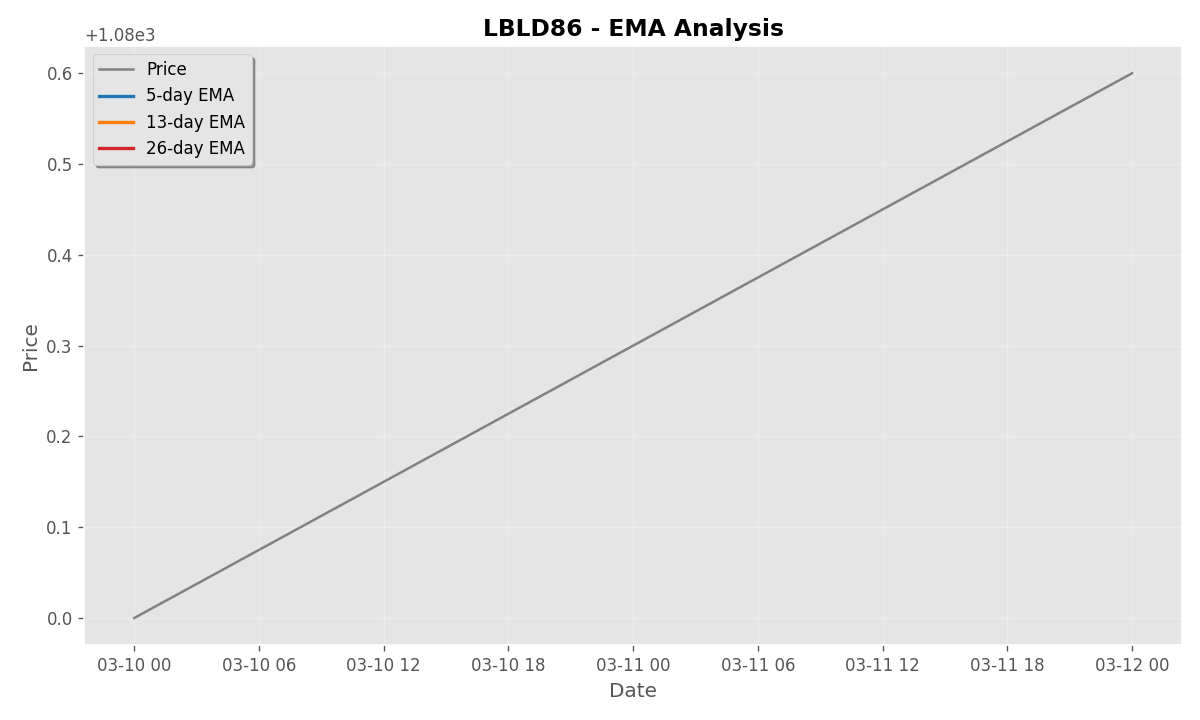 LBLD86 - EMA Analysis
+1.08e3
Price
5-day EMA
13-day EMA
26-day EMA
0.6
0.5
0.4
0.3
0.2
0.1
0.0
Price
03-10 00 03-10 06 03-10 12 03-10 18 03-11 00 03-11 06 03-11 12 03-11 18 03-12 00
Date